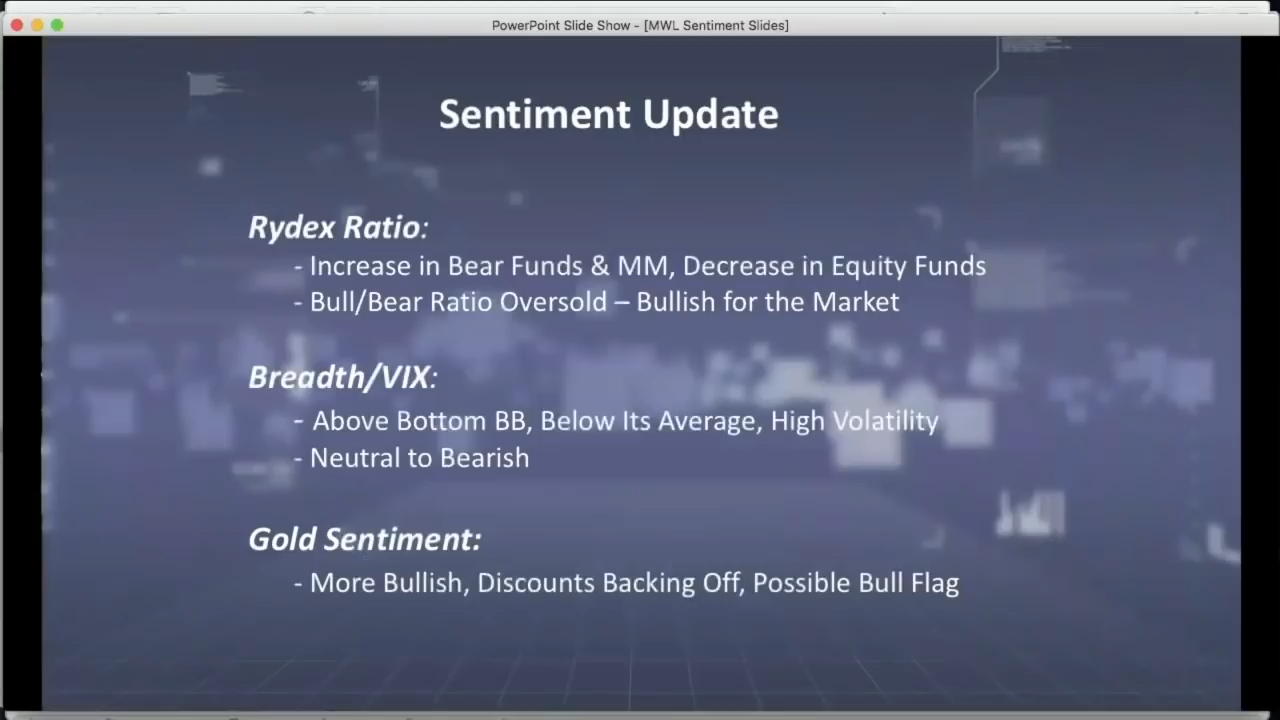 PowerPoint Slide Show - [MWL Sentiment Slides]
Sentiment Update
Rydex Ratio:
- Increase in Bear Funds & MM, Decrease in Equity Funds
- Bull/Bear Ratio Oversold – Bullish for the Market
Breadth/VIX:
- Above Bottom BB, Below Its Average, High Volatility
- Neutral to Bearish
Gold Sentiment:
- More Bullish, Discounts Backing Off, Possible Bull Flag